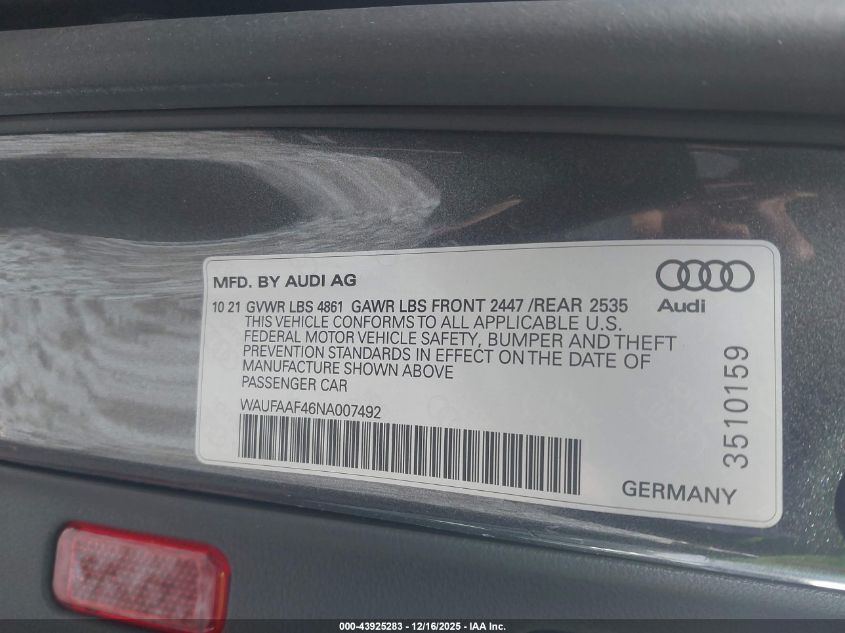 MFD. BY AUDI AG
Audi
10 21 GVWR LBS 4861 GAWR LBS FRONT 2447 /REAR 2535
THIS VEHICLE CONFORMS TO ALL APPLICABLE U.S.
FEDERAL MOTOR VEHICLE SAFETY, BUMPER AND THEFT
PREVENTION STANDARDS IN EFFECT ON THE DATE OF
MANUFACTURE SHOWN ABOVE
PASSENGER CAR
WAUFAAF46NA007492
3510159
GERMANY
000-43925283 - 12/16/2025 - IAA Inc.